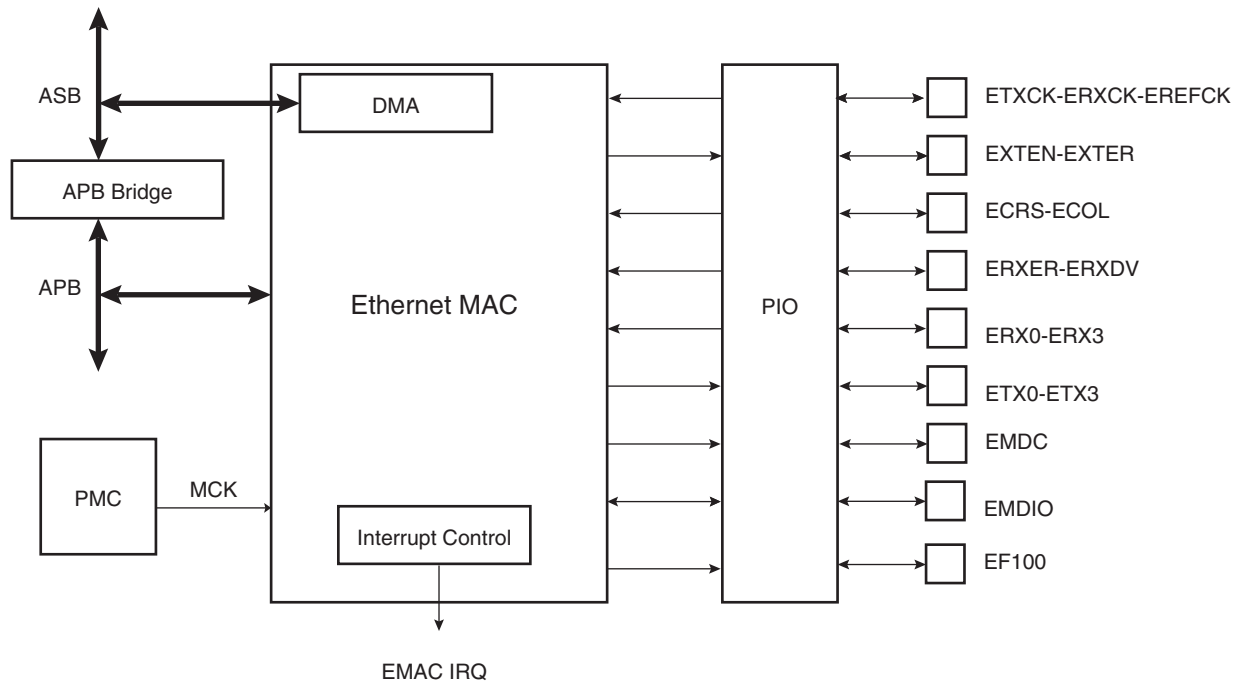 ASB
DMA
ETXCK-ERXCK-EREFCK
EXTEN-EXTER
APB Bridge
ECRS-ECOL
ERXER-ERXDV
APB
Ethernet MAC
PIO
ERX0-ERX3
ETX0-ETX3
EMDC
PMC
MCK
EMDIO
Interrupt Control
EF100
EMAC IRQ